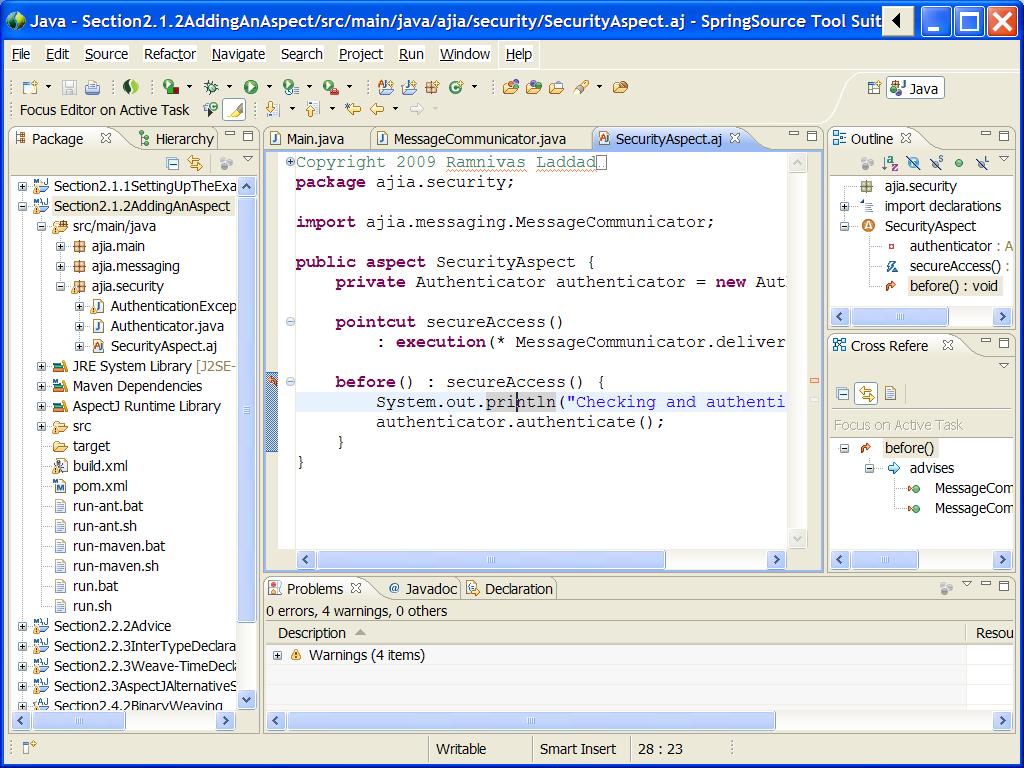 Java - Section2.1.2AddingAnAspect/src/main/java/ajia/security/SecurityAspect.aj - SpringSource Tool Suit
File Edit Source Refactor Navigate Search Project Run Window Help
Java
Focus Editor on Active Task
Package
Hierarchy
Section2.1.1SettingUpTheExa
Section2.1.2AddingAnAspect
src/main/java
ajia.main
ajia.messaging
ajia.security
AuthenticationExcep
Authenticator.java
SecurityAspect.aj
JRE System Library [J2SE-
Maven Dependencies
AspectJ Runtime Library
src
target
build.xml
pom.xml
run-ant.bat
run-ant.sh
run-maven.bat
run-maven.sh
run.bat
run.sh
Section2.2.2Advice
Section2.2.3InterTypeDeclara
Section2.2.3Weave-TimeDecla
Section2.3AspectJAlternativeS
Section2.4.2BinaryWeaving
Main.java MessageCommunicator.java SecurityAspect.aj
Copyright 2009 Ramnivas Laddad
package ajia.security;
import ajia.messaging.MessageCommunicator;
public aspect SecurityAspect {
private Authenticator authenticator = new Aut
pointcut secureAccess()
: execution(* MessageCommunicator.deliver
before() : secureAccess() {
System.out.println("Checking and authenti
authenticator.authenticate();
}
}
Outline
ajia.security
import declarations
SecurityAspect
authenticator : A
secureAccess() :
before() : void
Cross Refere
Focus on Active Task
before()
advises
MessageCom
MessageCom
Problems Javadoc Declaration
0 errors, 4 warnings, 0 others
Description Resou
Warnings (4 items)
Writable Smart Insert 28 : 23